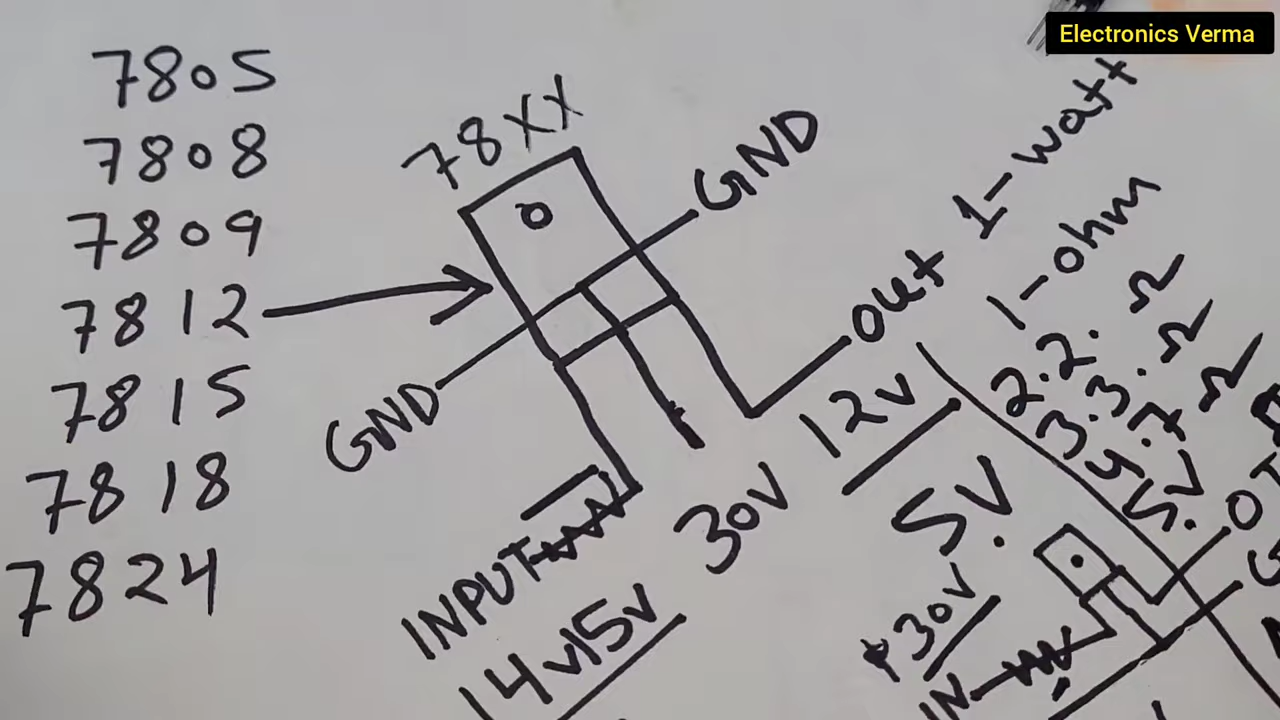 Electronics Verma
7805
7808
7809
7812
7815
7818
7824
78XX
GND
GND
out
12v
INPUT
14v15v
30V
5V.
1-watt
1-ohm
2.2. Ω
3.3. Ω
Ω
5.V
30V
IN